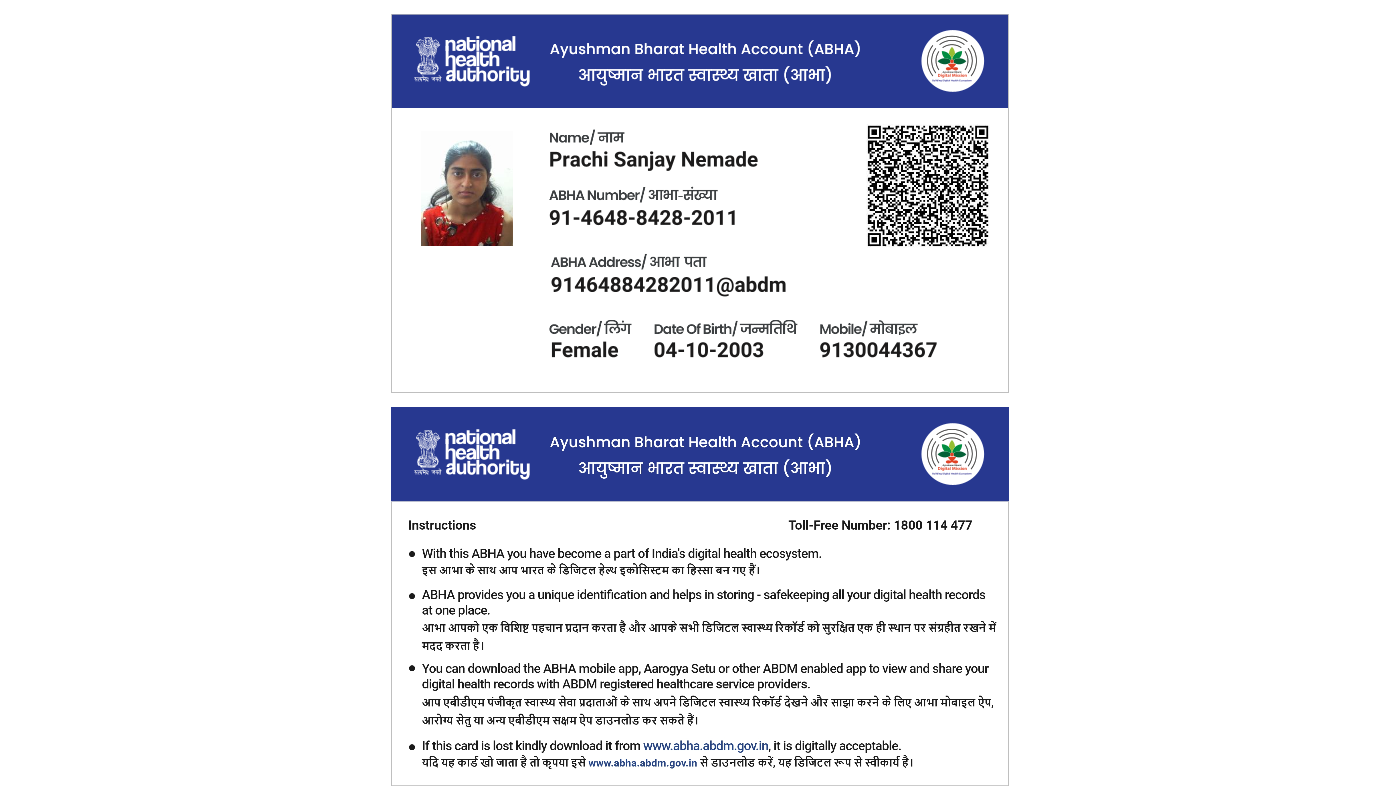 national
health
authority
सत्यमेव जयते
Ayushman Bharat Health Account (ABHA)
आयुष्मान भारत स्वास्थ्य खाता (आभा)
Digital Mission
Name/ नाम
Prachi Sanjay Nemade
ABHA Number/ आभा-संख्या
91-4648-8428-2011
ABHA Address/ आभा पता
91464884282011@abdm
Gender/ लिंग Date Of Birth/ जन्मतिथि Mobile/ मोबाइल
Female 04-10-2003 9130044367
national
health
authority
सत्यमेव जयते
Ayushman Bharat Health Account (ABHA)
आयुष्मान भारत स्वास्थ्य खाता (आभा)
Digital Mission
Instructions Toll-Free Number: 1800 114 477
With this ABHA you have become a part of India's digital health ecosystem.
इस आभा के साथ आप भारत के डिजिटल हेल्थ इकोसिस्टम का हिस्सा बन गए हैं।
ABHA provides you a unique identification and helps in storing - safekeeping all your digital health records
at one place.
आभा आपको एक विशिष्ट पहचान प्रदान करता है और आपके सभी डिजिटल स्वास्थ्य रिकॉर्ड को सुरक्षित एक ही स्थान पर संग्रहीत रखने में
मदद करता है।
You can download the ABHA mobile app, Aarogya Setu or other ABDM enabled app to view and share your
digital health records with ABDM registered healthcare service providers.
आप एबीडीएम पंजीकृत स्वास्थ्य सेवा प्रदाताओं के साथ अपने डिजिटल स्वास्थ्य रिकॉर्ड देखने और साझा करने के लिए आभा मोबाइल ऐप,
आरोग्य सेतु या अन्य एबीडीएम सक्षम ऐप डाउनलोड कर सकते हैं।
If this card is lost kindly download it from www.abha.abdm.gov.in, it is digitally acceptable.
यदि यह कार्ड खो जाता है तो कृपया इसे www.abha.abdm.gov.in से डाउनलोड करें, यह डिजिटल रूप से स्वीकार्य है।